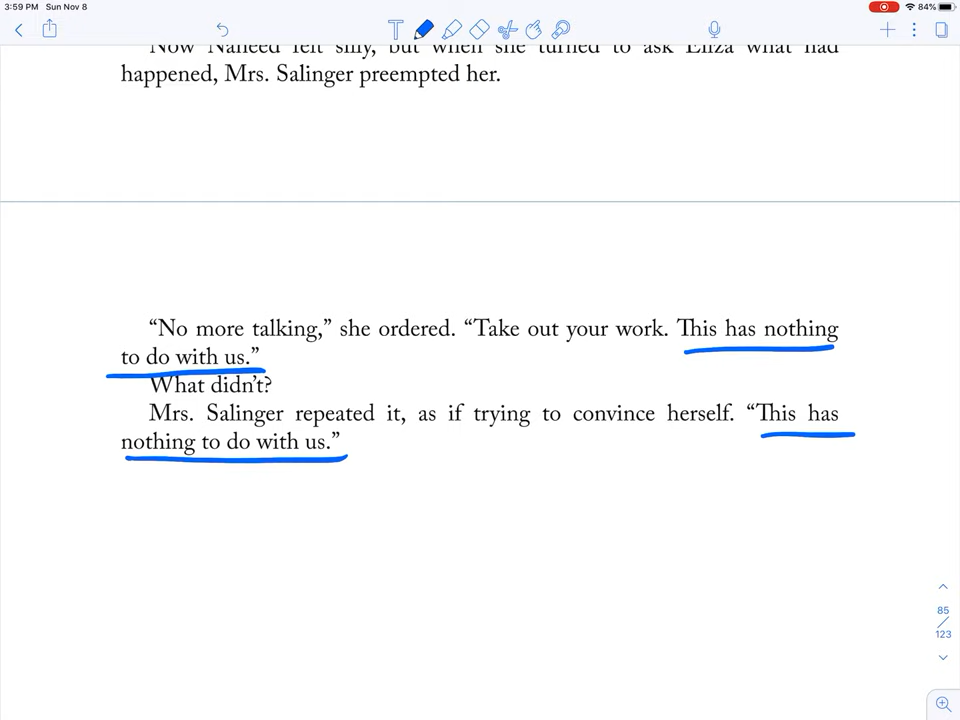 3:59 PM Sun Nov 8
84%
Now Naheed felt silly, but when she turned to ask Eliza what had
happened, Mrs. Salinger preempted her.
“No more talking,” she ordered. “Take out your work. This has nothing
to do with us.”
What didn’t?
Mrs. Salinger repeated it, as if trying to convince herself. “This has
nothing to do with us.”
85
123